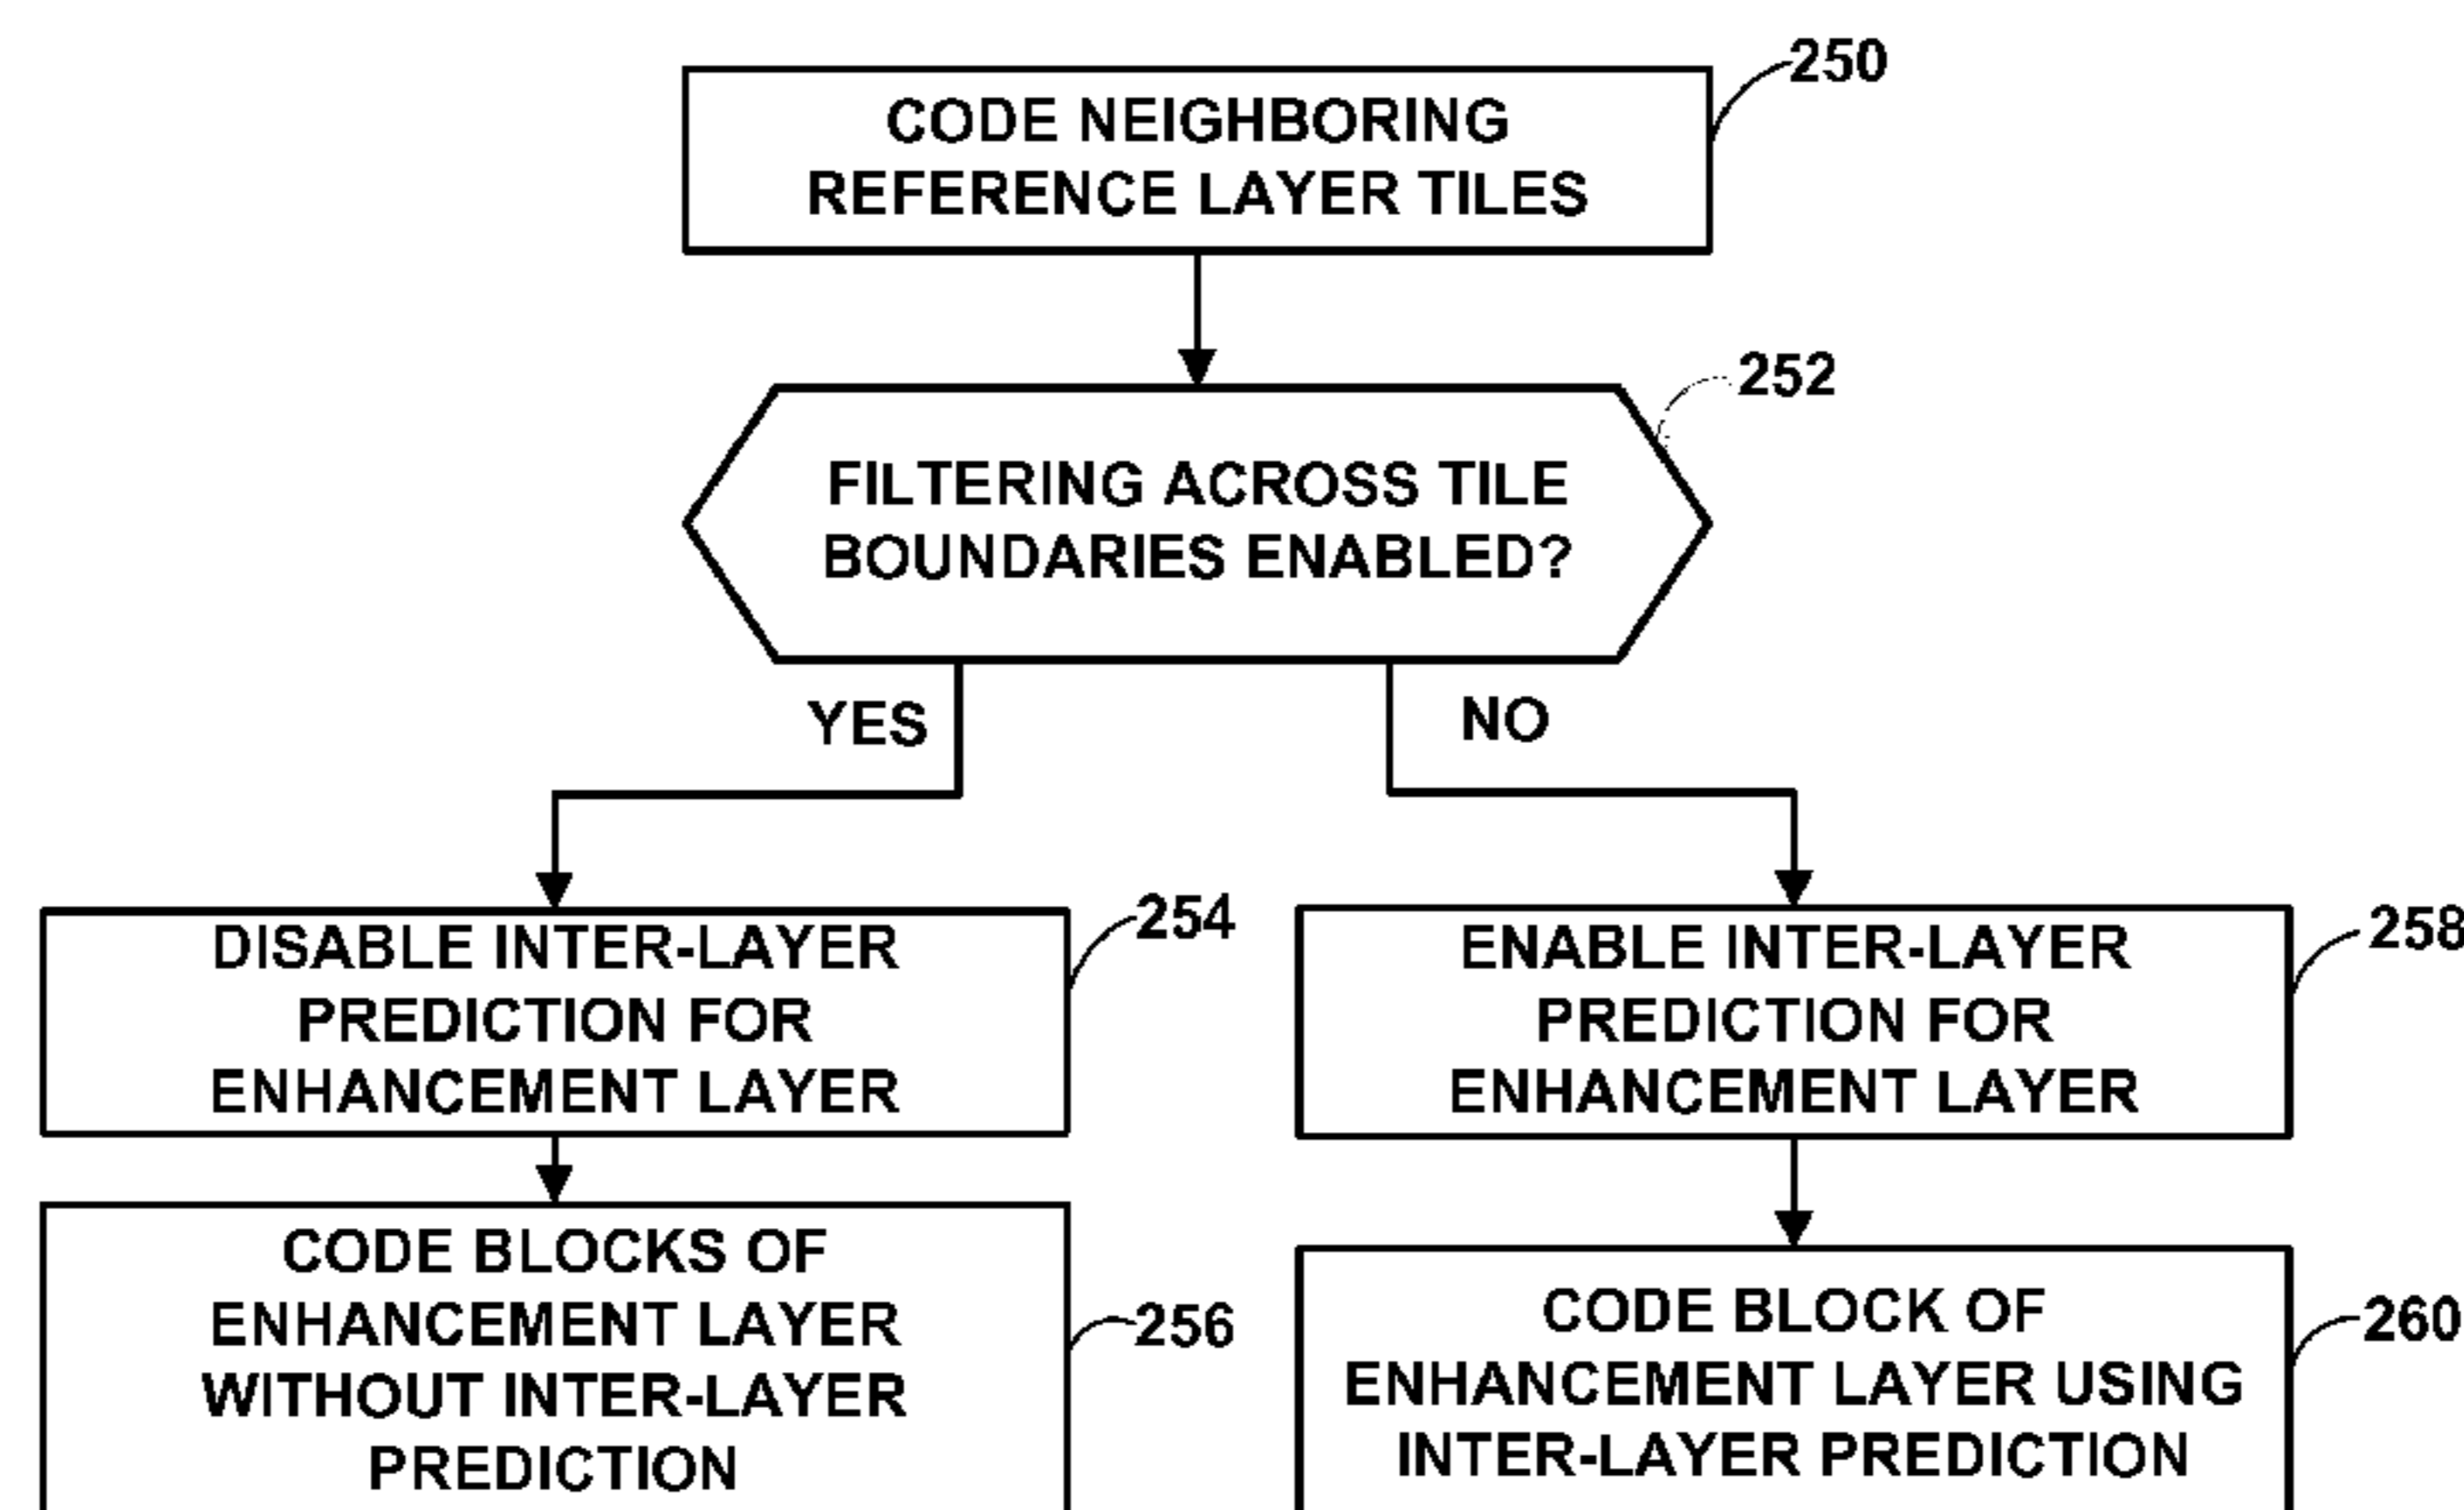 250
CODE NEIGHBORING
REFERENCE LAYER TILES
252
FILTERING ACROSS TILE
BOUNDARIES ENABLED?
YES
NO
254
DISABLE INTER-LAYER
PREDICTION FOR
ENHANCEMENT LAYER
258
ENABLE INTER-LAYER
PREDICTION FOR
ENHANCEMENT LAYER
256
CODE BLOCKS OF
ENHANCEMENT LAYER
WITHOUT INTER-LAYER
PREDICTION
260
CODE BLOCK OF
ENHANCEMENT LAYER USING
INTER-LAYER PREDICTION